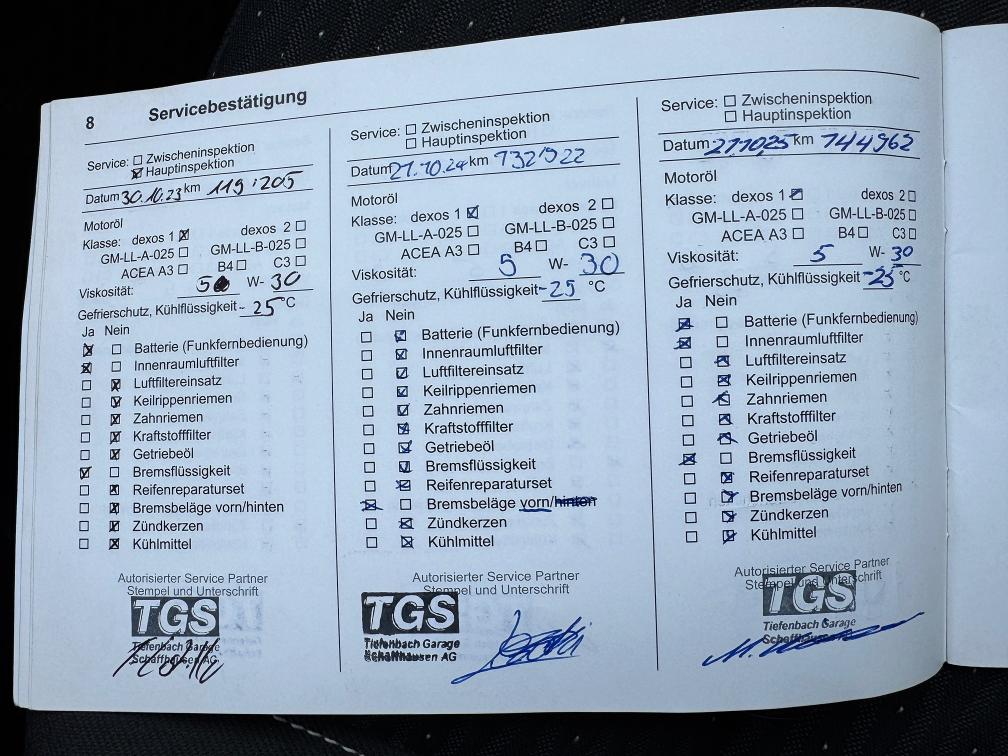 8
Servicebestätigung
Service: ☐ Zwischeninspektion
☒ Hauptinspektion
Datum 30.10.23 km 119'205
Motoröl
Klasse: dexos 1 ☒ dexos 2 ☐
GM-LL-A-025 ☐ GM-LL-B-025 ☐
ACEA A3 ☐ B4 ☐ C3 ☐
Viskosität: 5 W- 30
Gefrierschutz, Kühlflüssigkeit -25 °C
Ja Nein
☒ ☐ Batterie (Funkfernbedienung)
☒ ☐ Innenraumluftfilter
☐ ☒ Luftfiltereinsatz
☐ ☒ Keilrippenriemen
☐ ☒ Zahnriemen
☐ ☒ Kraftstofffilter
☐ ☒ Getriebeöl
☒ ☐ Bremsflüssigkeit
☐ ☒ Reifenreparaturset
☐ ☒ Bremsbeläge vorn/hinten
☐ ☒ Zündkerzen
☐ ☒ Kühlmittel
Autorisierter Service Partner
Stempel und Unterschrift
TGS
Tiefenbach Garage
Schaffhausen AG
Service: ☐ Zwischeninspektion
☐ Hauptinspektion
Datum 21.10.24 km 132'922
Motoröl
Klasse: dexos 1 ☒ dexos 2 ☐
GM-LL-A-025 ☐ GM-LL-B-025 ☐
ACEA A3 ☐ B4 ☐ C3 ☐
Viskosität: 5 W- 30
Gefrierschutz, Kühlflüssigkeit -25 °C
Ja Nein
☐ ☒ Batterie (Funkfernbedienung)
☐ ☒ Innenraumluftfilter
☐ ☒ Luftfiltereinsatz
☐ ☒ Keilrippenriemen
☐ ☒ Zahnriemen
☐ ☒ Kraftstofffilter
☐ ☒ Getriebeöl
☐ ☒ Bremsflüssigkeit
☐ ☒ Reifenreparaturset
☒ ☐ Bremsbeläge vorn/hinten
☐ ☒ Zündkerzen
☐ ☒ Kühlmittel
Autorisierter Service Partner
Stempel und Unterschrift
TGS
Tiefenbach Garage
Schaffhausen AG
Service: ☐ Zwischeninspektion
☐ Hauptinspektion
Datum 27.10.25 km 144962
Motoröl
Klasse: dexos 1 ☒ dexos 2 ☐
GM-LL-A-025 ☐ GM-LL-B-025 ☐
ACEA A3 ☐ B4 ☐ C3 ☐
Viskosität: 5 W- 30
Gefrierschutz, Kühlflüssigkeit -25 °C
Ja Nein
☒ ☐ Batterie (Funkfernbedienung)
☒ ☐ Innenraumluftfilter
☐ ☒ Luftfiltereinsatz
☐ ☒ Keilrippenriemen
☐ ☒ Zahnriemen
☐ ☒ Kraftstofffilter
☐ ☒ Getriebeöl
☒ ☐ Bremsflüssigkeit
☐ ☒ Reifenreparaturset
☐ ☒ Bremsbeläge vorn/hinten
☐ ☒ Zündkerzen
☐ ☒ Kühlmittel
Autorisierter Service Partner
Stempel und Unterschrift
TGS
Tiefenbach Garage